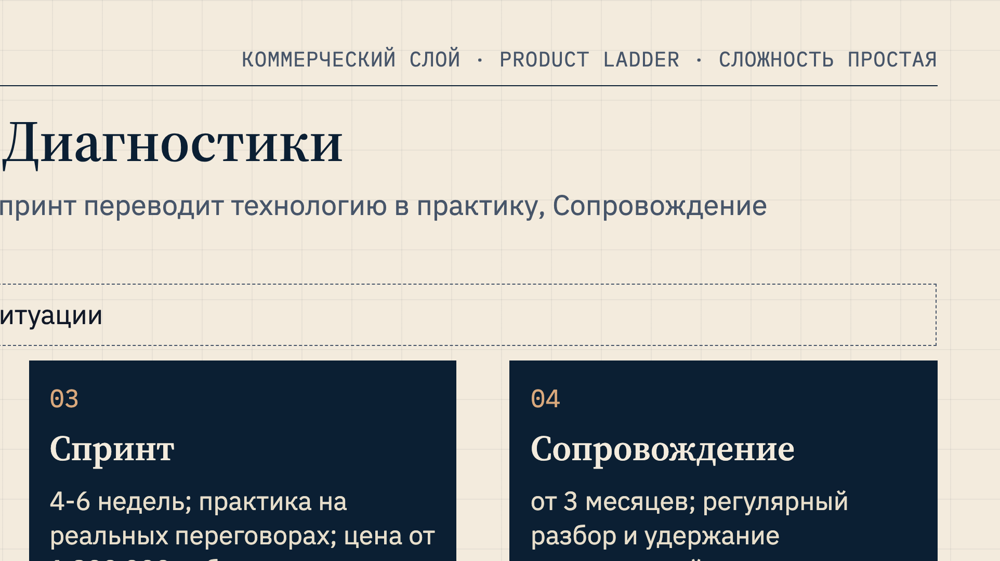 КОММЕРЧЕСКИЙ СЛОЙ · PRODUCT LADDER · СЛОЖНОСТЬ ПРОСТАЯ
Диагностики
принт переводит технологию в практику, Сопровождение
итуации
03
Спринт
4-6 недель; практика на
реальных переговорах; цена от
04
Сопровождение
от 3 месяцев; регулярный
разбор и удержание